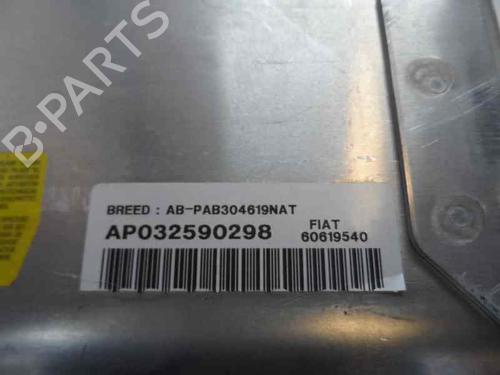 B-PARTS
BREED : AB-PAB304619NAT
AP032590298
FIAT
60619540